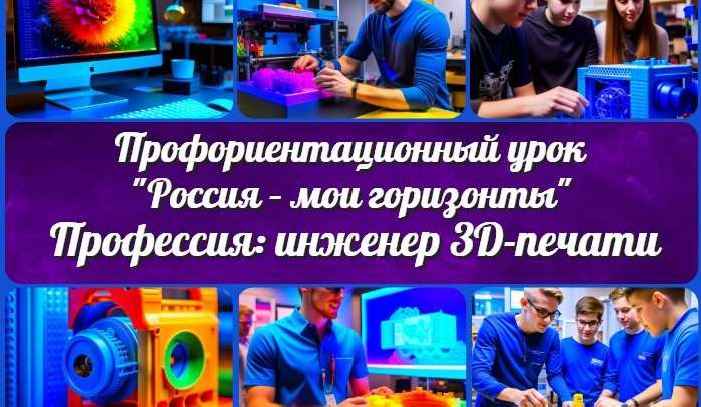 Профориентационный урок
"Россия – мои горизонты"
Профессия: инженер 3D-печати